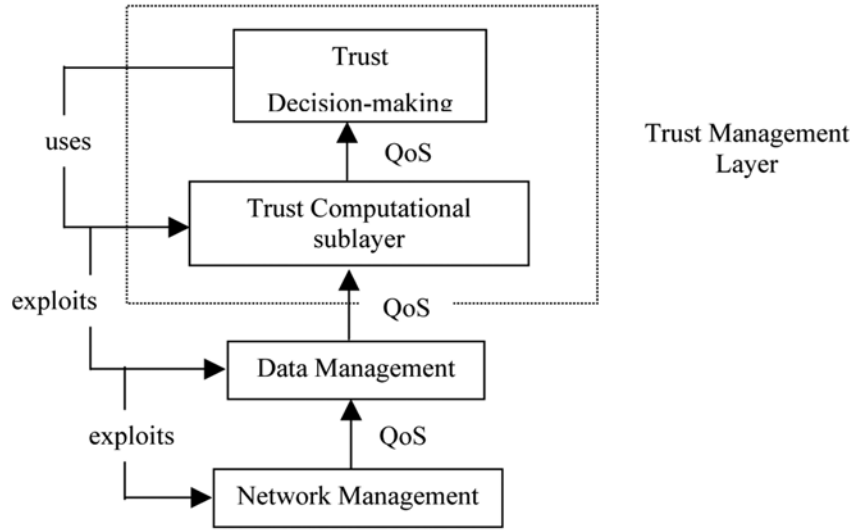 Trust
Decision-making
uses
QoS
Trust Management
Layer
Trust Computational
sublayer
exploits
QoS
Data Management
exploits
QoS
Network Management